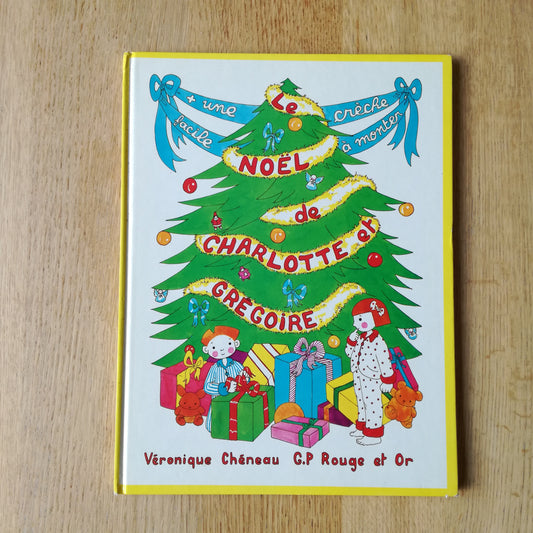 + une crèche
facile à monter
Le
NOËL
de
CHARLOTTE et
GRÉGOIRE
Véronique Chéneau G.P Rouge et Or